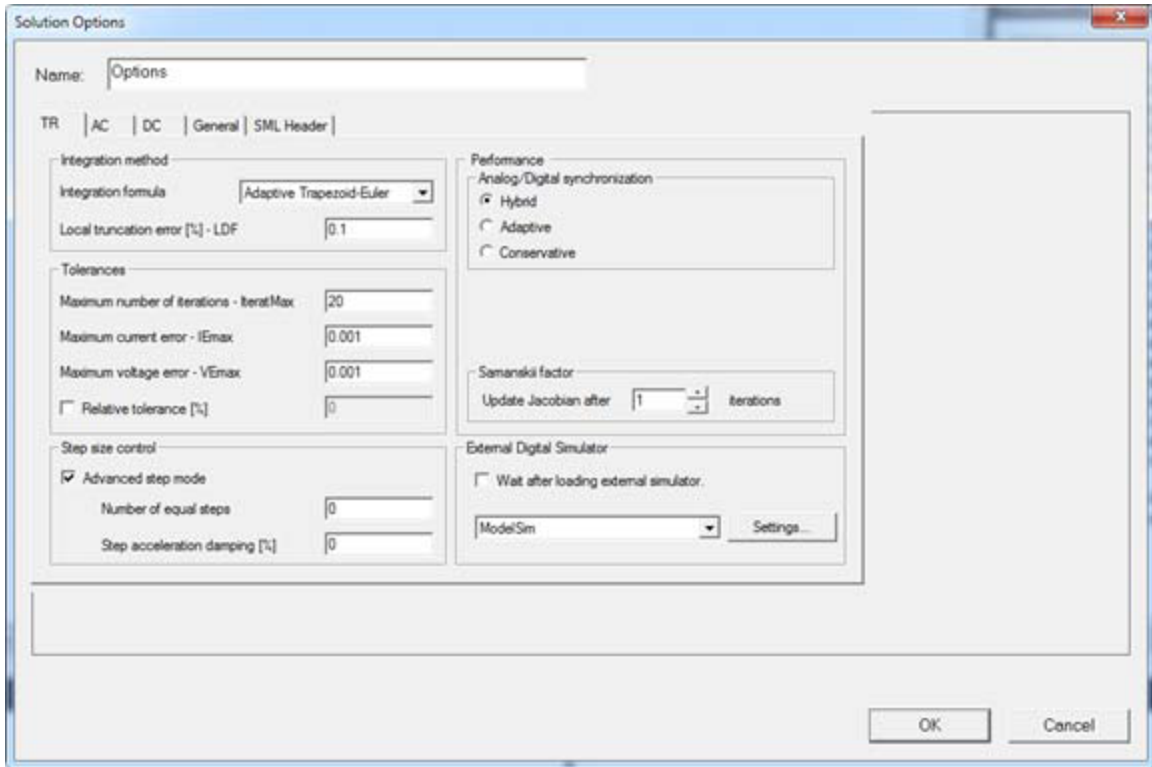 Solution Options
Name: Options
TR AC DC General SML Header
Integration method
Integration formula Adaptive Trapezoid-Euler
Local truncation error [%] - LDF 0.1
Tolerances
Maximum number of iterations - IteratMax 20
Maximum current error - IEmax 0.001
Maximum voltage error - VEmax 0.001
Relative tolerance [%] 0
Step size control
Advanced step mode
Number of equal steps 0
Step acceleration damping [%] 0
Performance
Analog/Digital synchronization
Hybrid
Adaptive
Conservative
Samanskii factor
Update Jacobian after 1 iterations
External Digital Simulator
Wait after loading external simulator.
ModelSim Settings...
OK Cancel